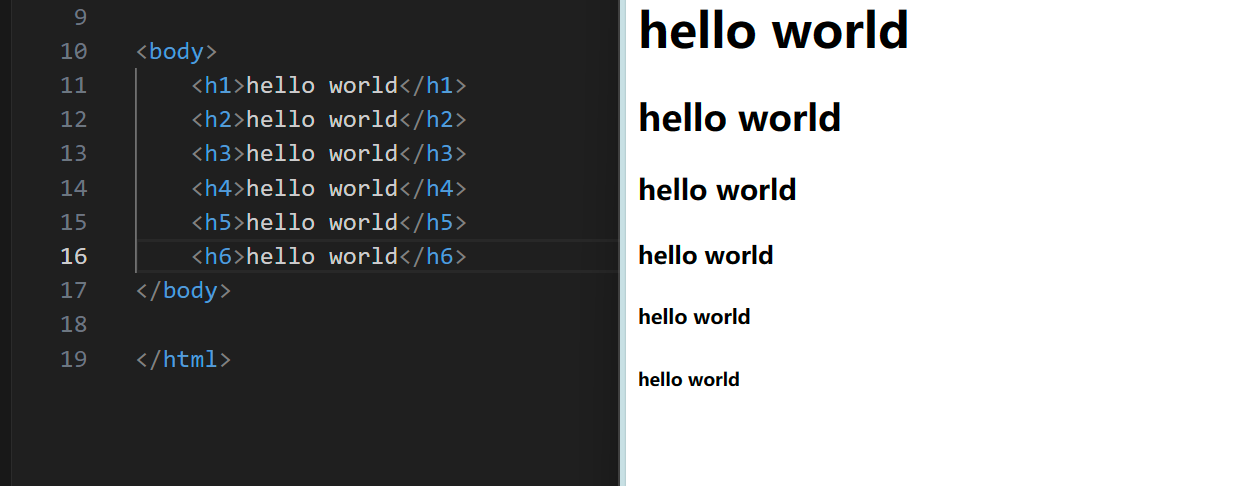 9
10 <body>
11     <h1>hello world</h1>
12     <h2>hello world</h2>
13     <h3>hello world</h3>
14     <h4>hello world</h4>
15     <h5>hello world</h5>
16     <h6>hello world</h6>
17 </body>
18
19 </html>
hello world
hello world
hello world
hello world
hello world
hello world